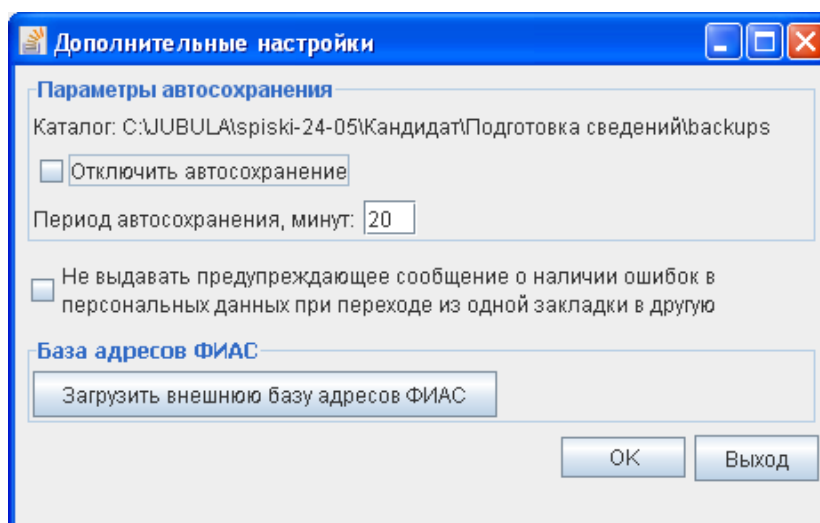 Дополнительные настройки
Параметры автосохранения
Каталог: C:\JUBULA\spiski-24-05\Кандидат\Подготовка сведений\backups
Отключить автосохранение
Период автосохранения, минут: 20
Не выдавать предупреждающее сообщение о наличии ошибок в
персональных данных при переходе из одной закладки в другую
База адресов ФИАС
Загрузить внешнюю базу адресов ФИАС
OK Выход